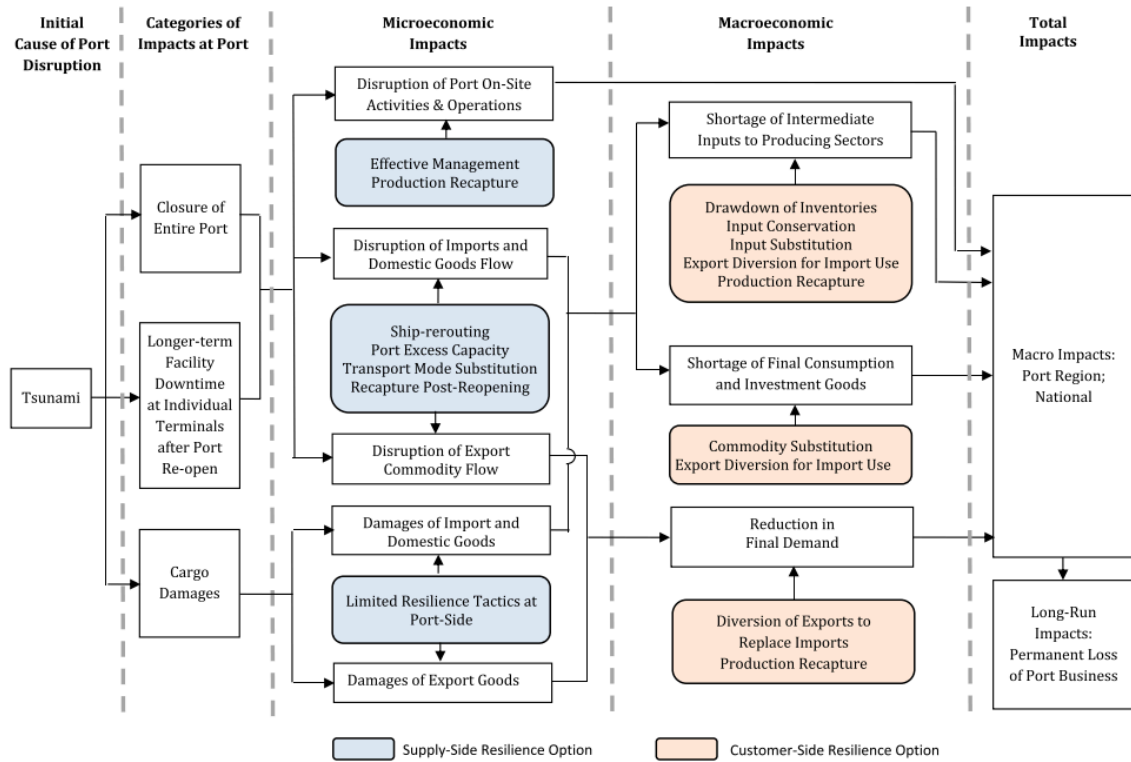 Initial
Cause of Port
Disruption
Categories of
Impacts at Port
Microeconomic
Impacts
Macroeconomic
Impacts
Total
Impacts
Tsunami
Closure of
Entire Port
Longer-term
Facility
Downtime
at Individual
Terminals
after Port
Re-open
Cargo
Damages
Disruption of Port On-Site
Activities & Operations
Effective Management
Production Recapture
Disruption of Imports and
Domestic Goods Flow
Ship-rerouting
Port Excess Capacity
Transport Mode Substitution
Recapture Post-Reopening
Disruption of Export
Commodity Flow
Damages of Import and
Domestic Goods
Limited Resilience Tactics at
Port-Side
Damages of Export Goods
Shortage of Intermediate
Inputs to Producing Sectors
Drawdown of Inventories
Input Conservation
Input Substitution
Export Diversion for Import Use
Production Recapture
Shortage of Final Consumption
and Investment Goods
Commodity Substitution
Export Diversion for Import Use
Reduction in
Final Demand
Diversion of Exports to
Replace Imports
Production Recapture
Macro Impacts:
Port Region;
National
Long-Run
Impacts:
Permanent Loss
of Port Business
Supply-Side Resilience Option
Customer-Side Resilience Option